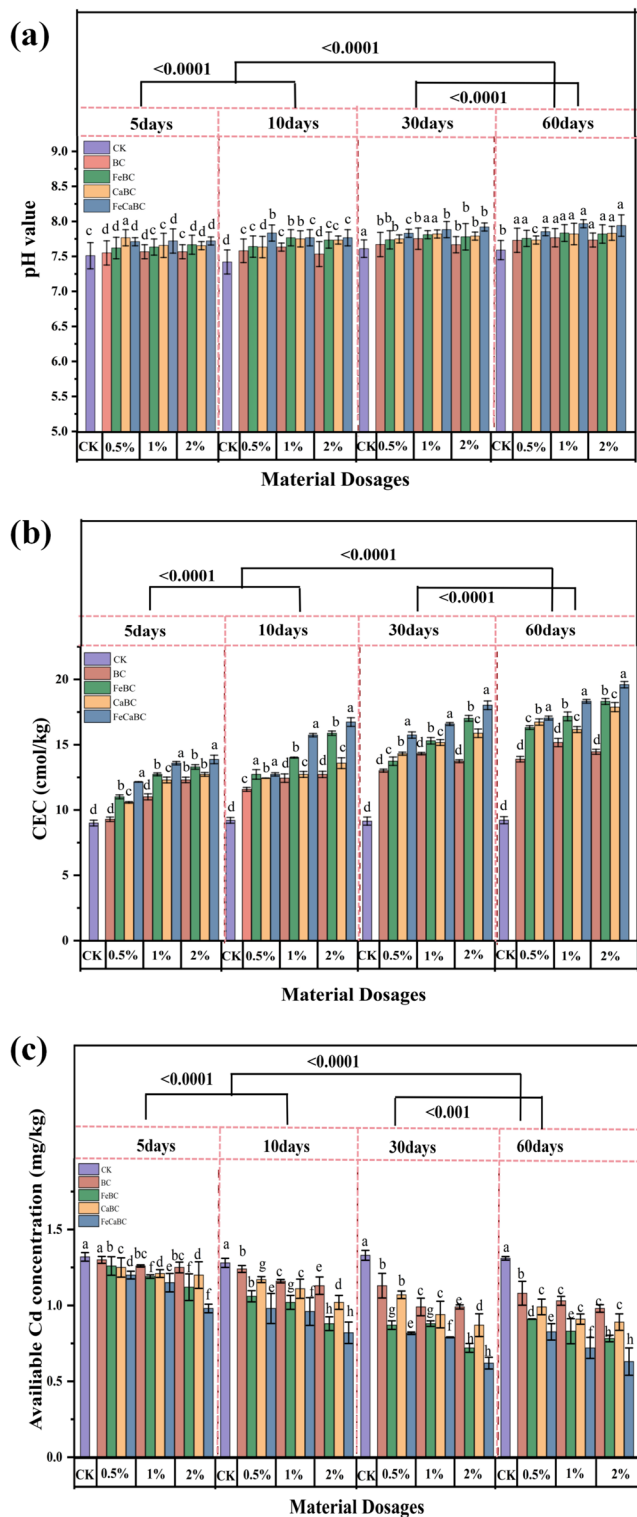 (a)
<0.0001
<0.0001
<0.0001
5days 10days 30days 60days
9.0
8.5
8.0
7.5
7.0
6.5
6.0
5.5
5.0
pH value
CK
BC
FeBC
CaBC
FeCaBC
CK 0.5% 1% 2% CK 0.5% 1% 2% CK 0.5% 1% 2% CK 0.5% 1% 2%
Material Dosages
(b)
<0.0001
<0.0001
<0.0001
5days 10days 30days 60days
20
15
10
5
0
CEC (cmol/kg)
CK
BC
FeBC
CaBC
FeCaBC
CK 0.5% 1% 2% CK 0.5% 1% 2% CK 0.5% 1% 2% CK 0.5% 1% 2%
Material Dosages
(c)
<0.0001
<0.0001
<0.001
5days 10days 30days 60days
1.5
1.0
0.5
0.0
Availiable Cd concentration (mg/kg)
CK
BC
FeBC
CaBC
FeCaBC
CK 0.5% 1% 2% CK 0.5% 1% 2% CK 0.5% 1% 2% CK 0.5% 1% 2%
Material Dosages